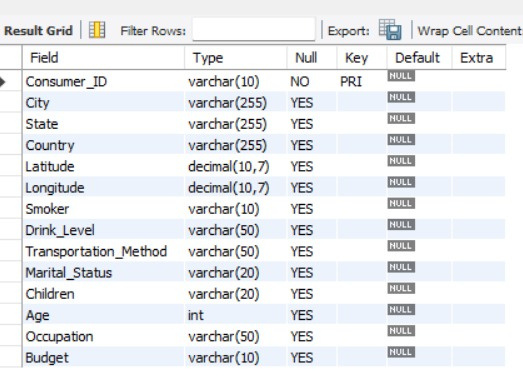 Result Grid Filter Rows: Export: Wrap Cell Content:
Field Type Null Key Default Extra
Consumer_ID varchar(10) NO PRI NULL
City varchar(255) YES NULL
State varchar(255) YES NULL
Country varchar(255) YES NULL
Latitude decimal(10,7) YES NULL
Longitude decimal(10,7) YES NULL
Smoker varchar(10) YES NULL
Drink_Level varchar(50) YES NULL
Transportation_Method varchar(50) YES NULL
Marital_Status varchar(20) YES NULL
Children varchar(20) YES NULL
Age int YES NULL
Occupation varchar(50) YES NULL
Budget varchar(10) YES NULL